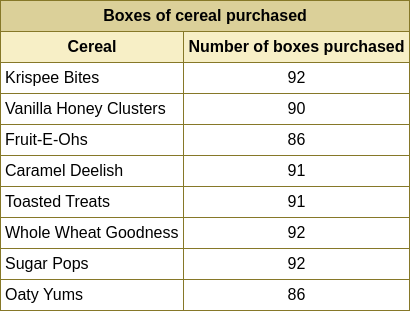 Boxes of cereal purchased
Cereal Number of boxes purchased
Krispee Bites 92
Vanilla Honey Clusters 90
Fruit-E-Ohs 86
Caramel Deelish 91
Toasted Treats 91
Whole Wheat Goodness 92
Sugar Pops 92
Oaty Yums 86